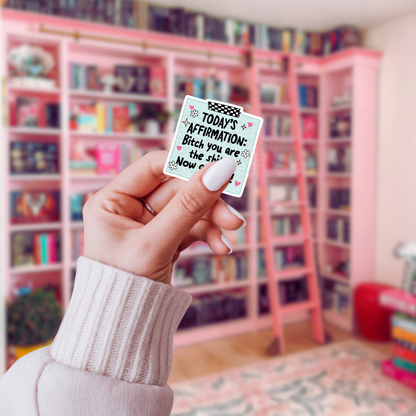 TODAY'S
AFFIRMATION:
Bitch you are
the
Now